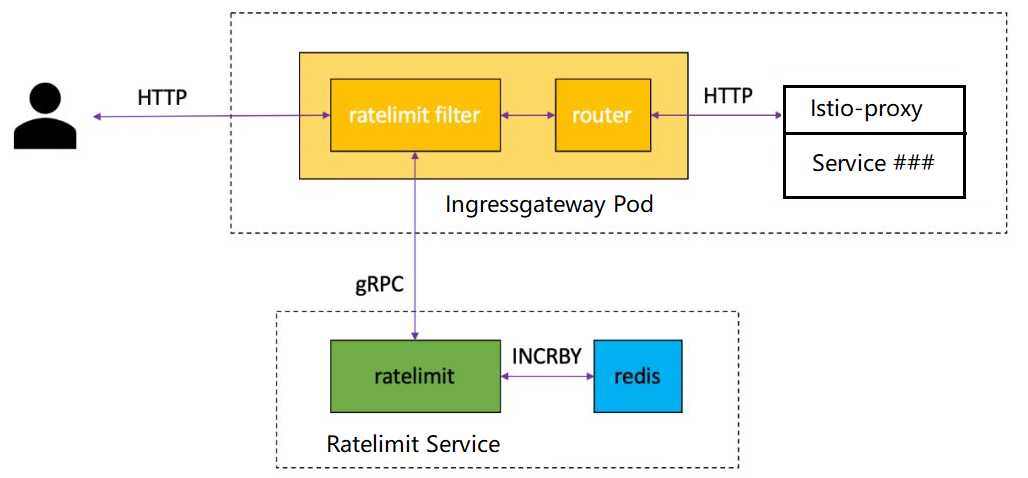 HTTP
ratelimit filter
router
HTTP
Istio-proxy
Service ###
Ingressgateway Pod
gRPC
ratelimit
INCRBY
redis
Ratelimit Service